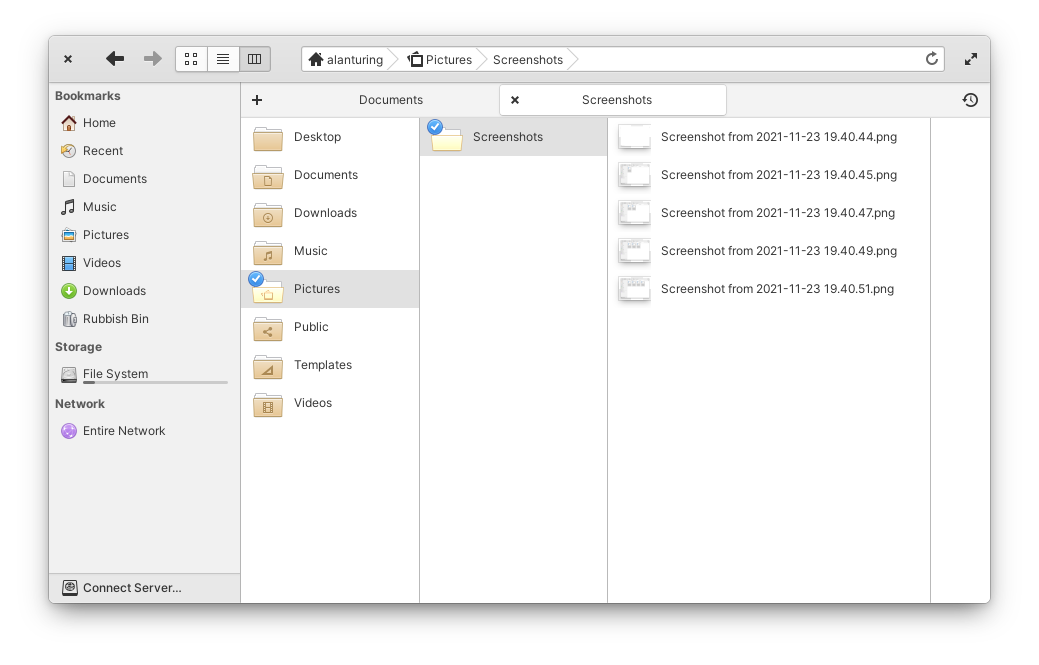 alanturing Pictures Screenshots
Bookmarks
Home
Recent
Documents
Music
Pictures
Videos
Downloads
Rubbish Bin
Storage
File System
Network
Entire Network
Connect Server...
Documents
Screenshots
Desktop
Documents
Downloads
Music
Pictures
Public
Templates
Videos
Screenshots
Screenshot from 2021-11-23 19.40.44.png
Screenshot from 2021-11-23 19.40.45.png
Screenshot from 2021-11-23 19.40.47.png
Screenshot from 2021-11-23 19.40.49.png
Screenshot from 2021-11-23 19.40.51.png